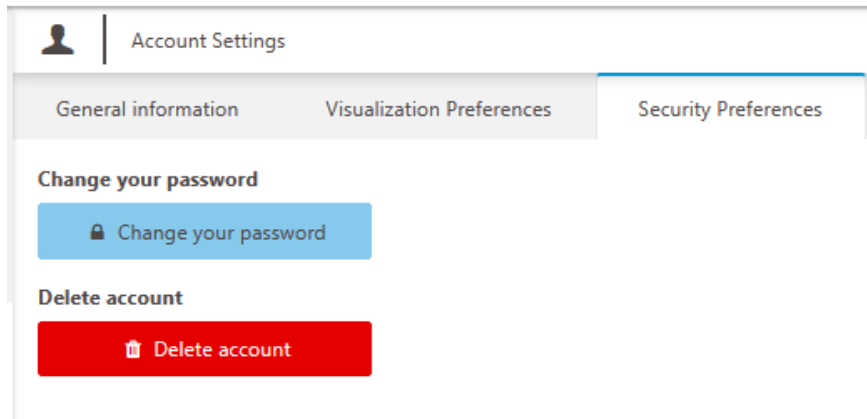 Account Settings
General information Visualization Preferences Security Preferences
Change your password
Change your password
Delete account
Delete account